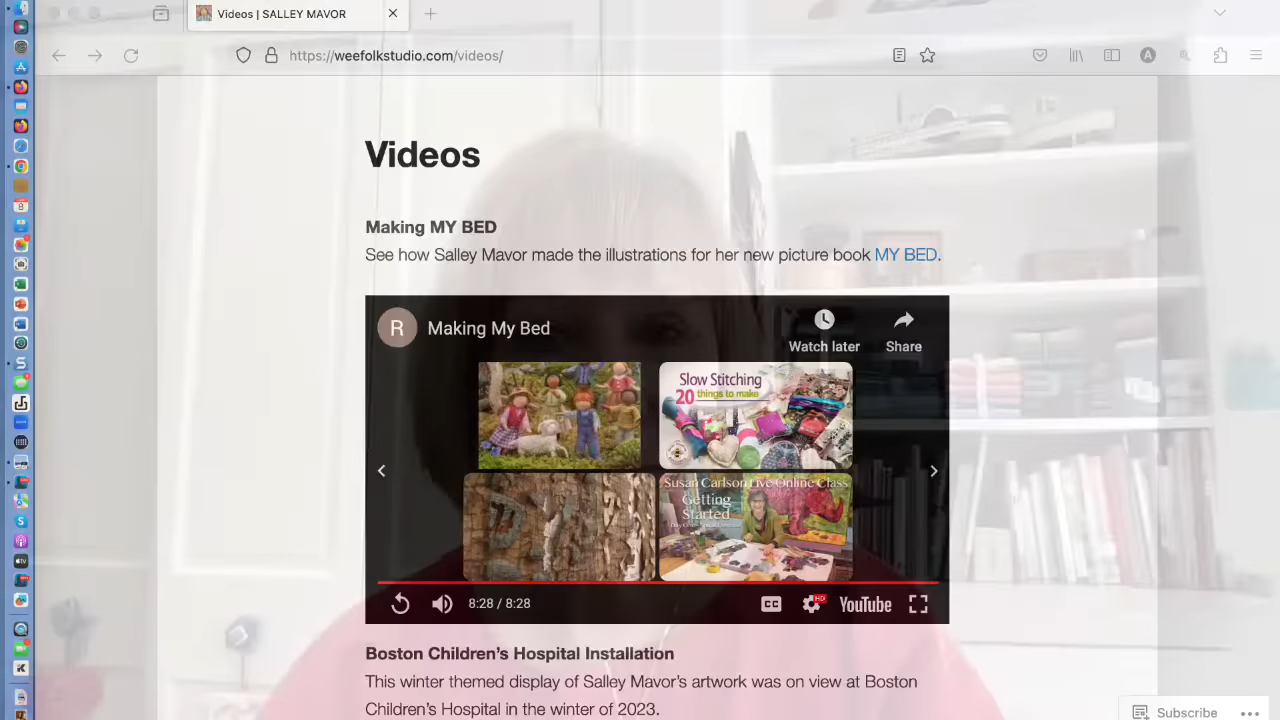 Videos | SALLEY MAVOR
https://weefolkstudio.com/videos/
A
Videos
Making MY BED
See how Salley Mavor made the illustrations for her new picture book MY BED.
R
Making My Bed
Watch later
Share
Slow Stitching
20 things to make
Susan Carlson Live Online Class
Getting
Started
8:28 / 8:28
CC
HD
YouTube
Boston Children's Hospital Installation
This winter themed display of Salley Mavor's artwork was on view at Boston
Children's Hospital in the winter of 2023.
Subscribe